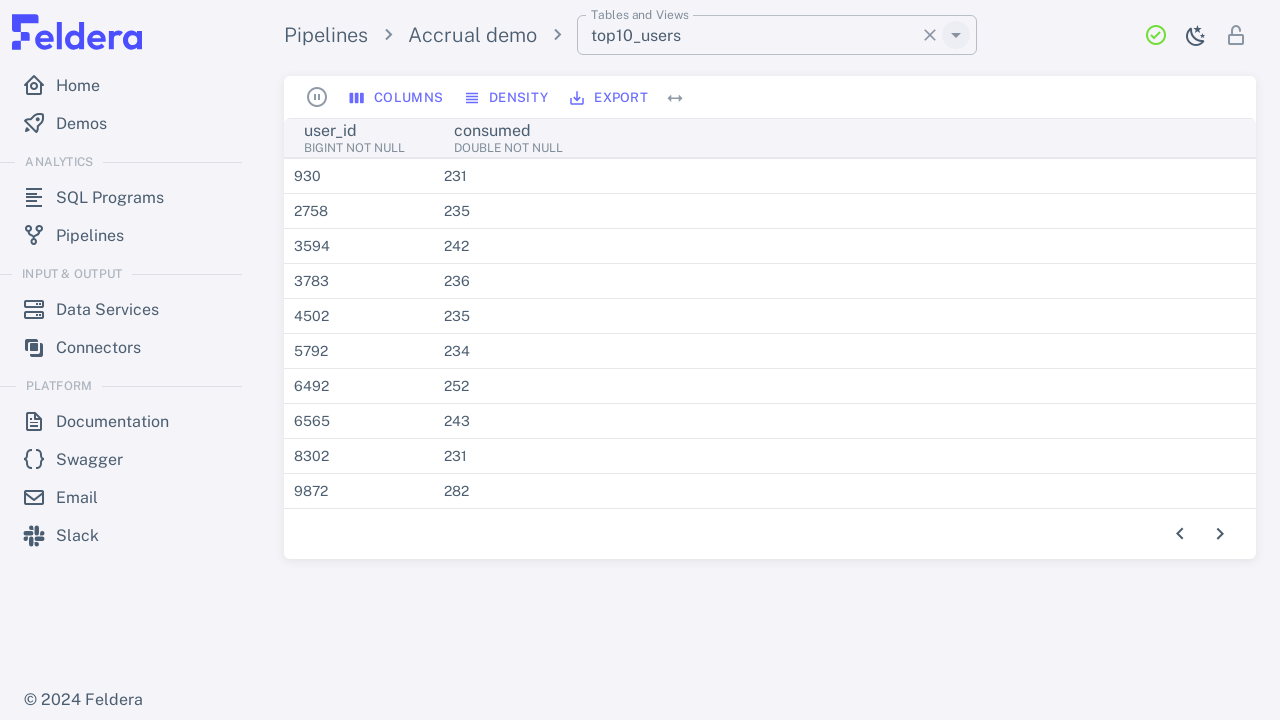 Feldera
Home
Demos
ANALYTICS
SQL Programs
Pipelines
INPUT & OUTPUT
Data Services
Connectors
PLATFORM
Documentation
Swagger
Email
Slack
© 2024 Feldera
Pipelines
Accrual demo
Tables and Views
top10_users
COLUMNS DENSITY EXPORT
user_id consumed
BIGINT NOT NULL DOUBLE NOT NULL
930 231
2758 235
3594 242
3783 236
4502 235
5792 234
6492 252
6565 243
8302 231
9872 282